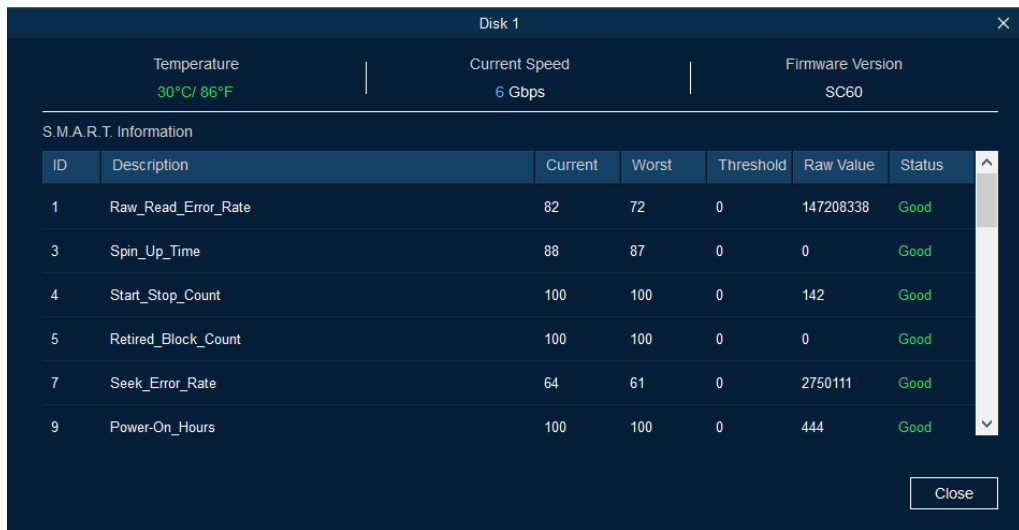 Disk 1
Temperature Current Speed Firmware Version
30°C/ 86°F 6 Gbps SC60
S.M.A.R.T. Information
ID Description Current Worst Threshold Raw Value Status
1 Raw_Read_Error_Rate 82 72 0 147208338 Good
3 Spin_Up_Time 88 87 0 0 Good
4 Start_Stop_Count 100 100 0 142 Good
5 Retired_Block_Count 100 100 0 0 Good
7 Seek_Error_Rate 64 61 0 2750111 Good
9 Power-On_Hours 100 100 0 444 Good
Close